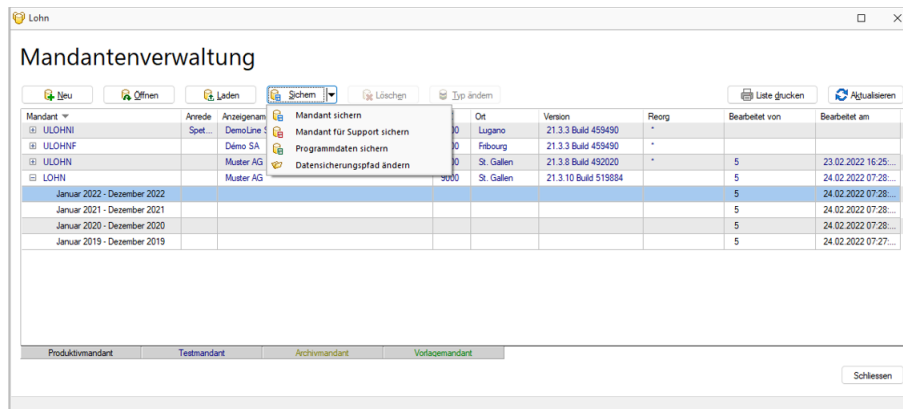 Lohn
Mandantenverwaltung
Neu Öffnen Laden Sichern Löschen Typ ändern Liste drucken Aktualisieren
Mandant Anrede Anzeigenam Ort Version Reorg Bearbeitet von Bearbeitet am
Mandant sichern
Mandant für Support sichern
Programmdaten sichern
Datensicherungspfad ändern
ULOHNI Spet... DemoLine S 00 Lugano 21.3.3 Build 459490 *
ULOHNF Démo SA 00 Fribourg 21.3.3 Build 459490 *
ULOHN Muster AG 00 St. Gallen 21.3.8 Build 492020 * 5 23.02.2022 16:25:...
LOHN Muster AG 9000 St. Gallen 21.3.10 Build 519884 5 24.02.2022 07:28:...
Januar 2022 - Dezember 2022 5 24.02.2022 07:28:...
Januar 2021 - Dezember 2021 5 24.02.2022 07:28:...
Januar 2020 - Dezember 2020 5 24.02.2022 07:28:...
Januar 2019 - Dezember 2019 5 24.02.2022 07:27:...
Produktivmandant Testmandant Archivmandant Vorlagemandant
Schliessen